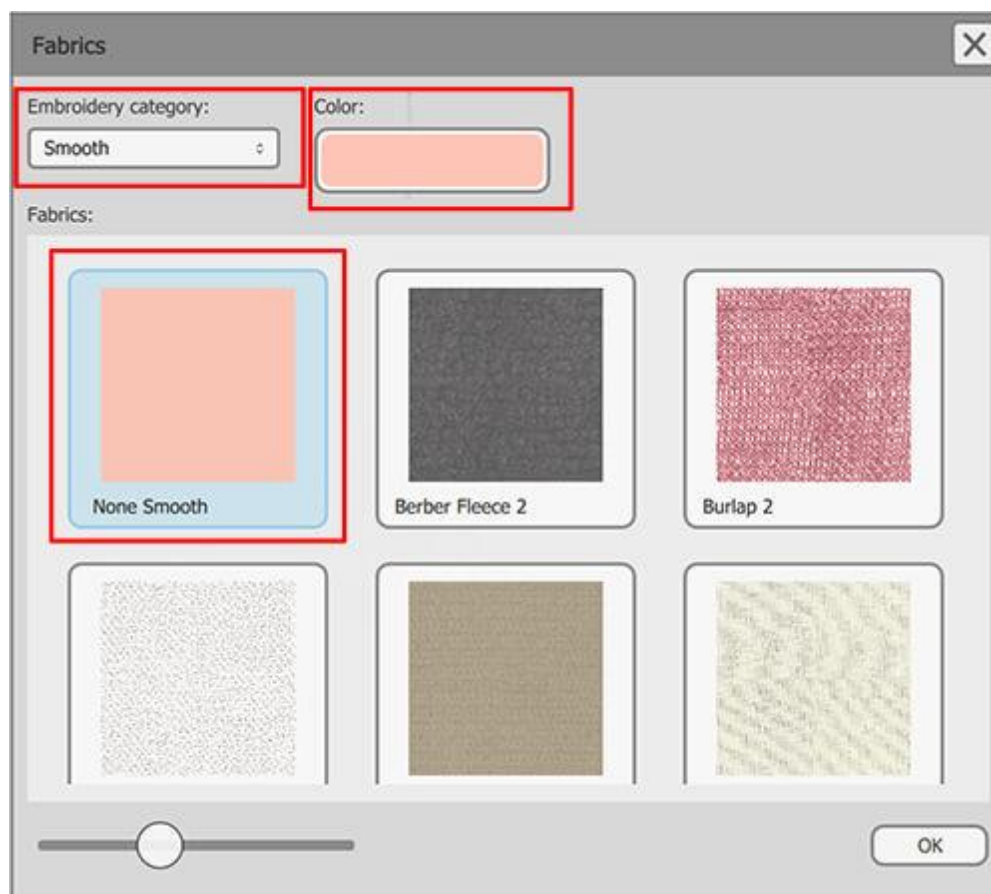 Fabrics
Embroidery category:
Color:
Smooth
Fabrics:
None Smooth
Berber Fleece 2
Burlap 2
OK